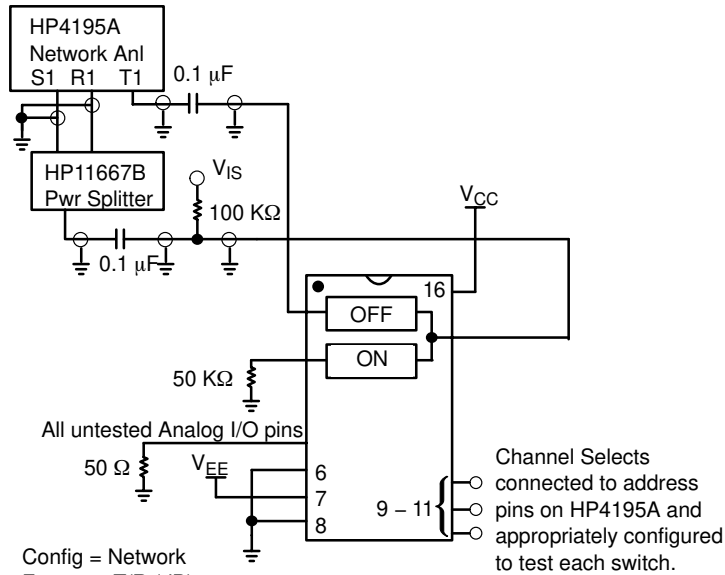 HP4195A
Network Anl
S1 R1 T1
0.1 μF
HP11667B
Pwr Splitter
VIS
100 KΩ
VCC
0.1 μF
16
OFF
ON
50 KΩ
All untested Analog I/O pins
50 Ω
VEE
6
7
8
9 – 11
Channel Selects
connected to address
pins on HP4195A and
appropriately configured
to test each switch.
Config = Network